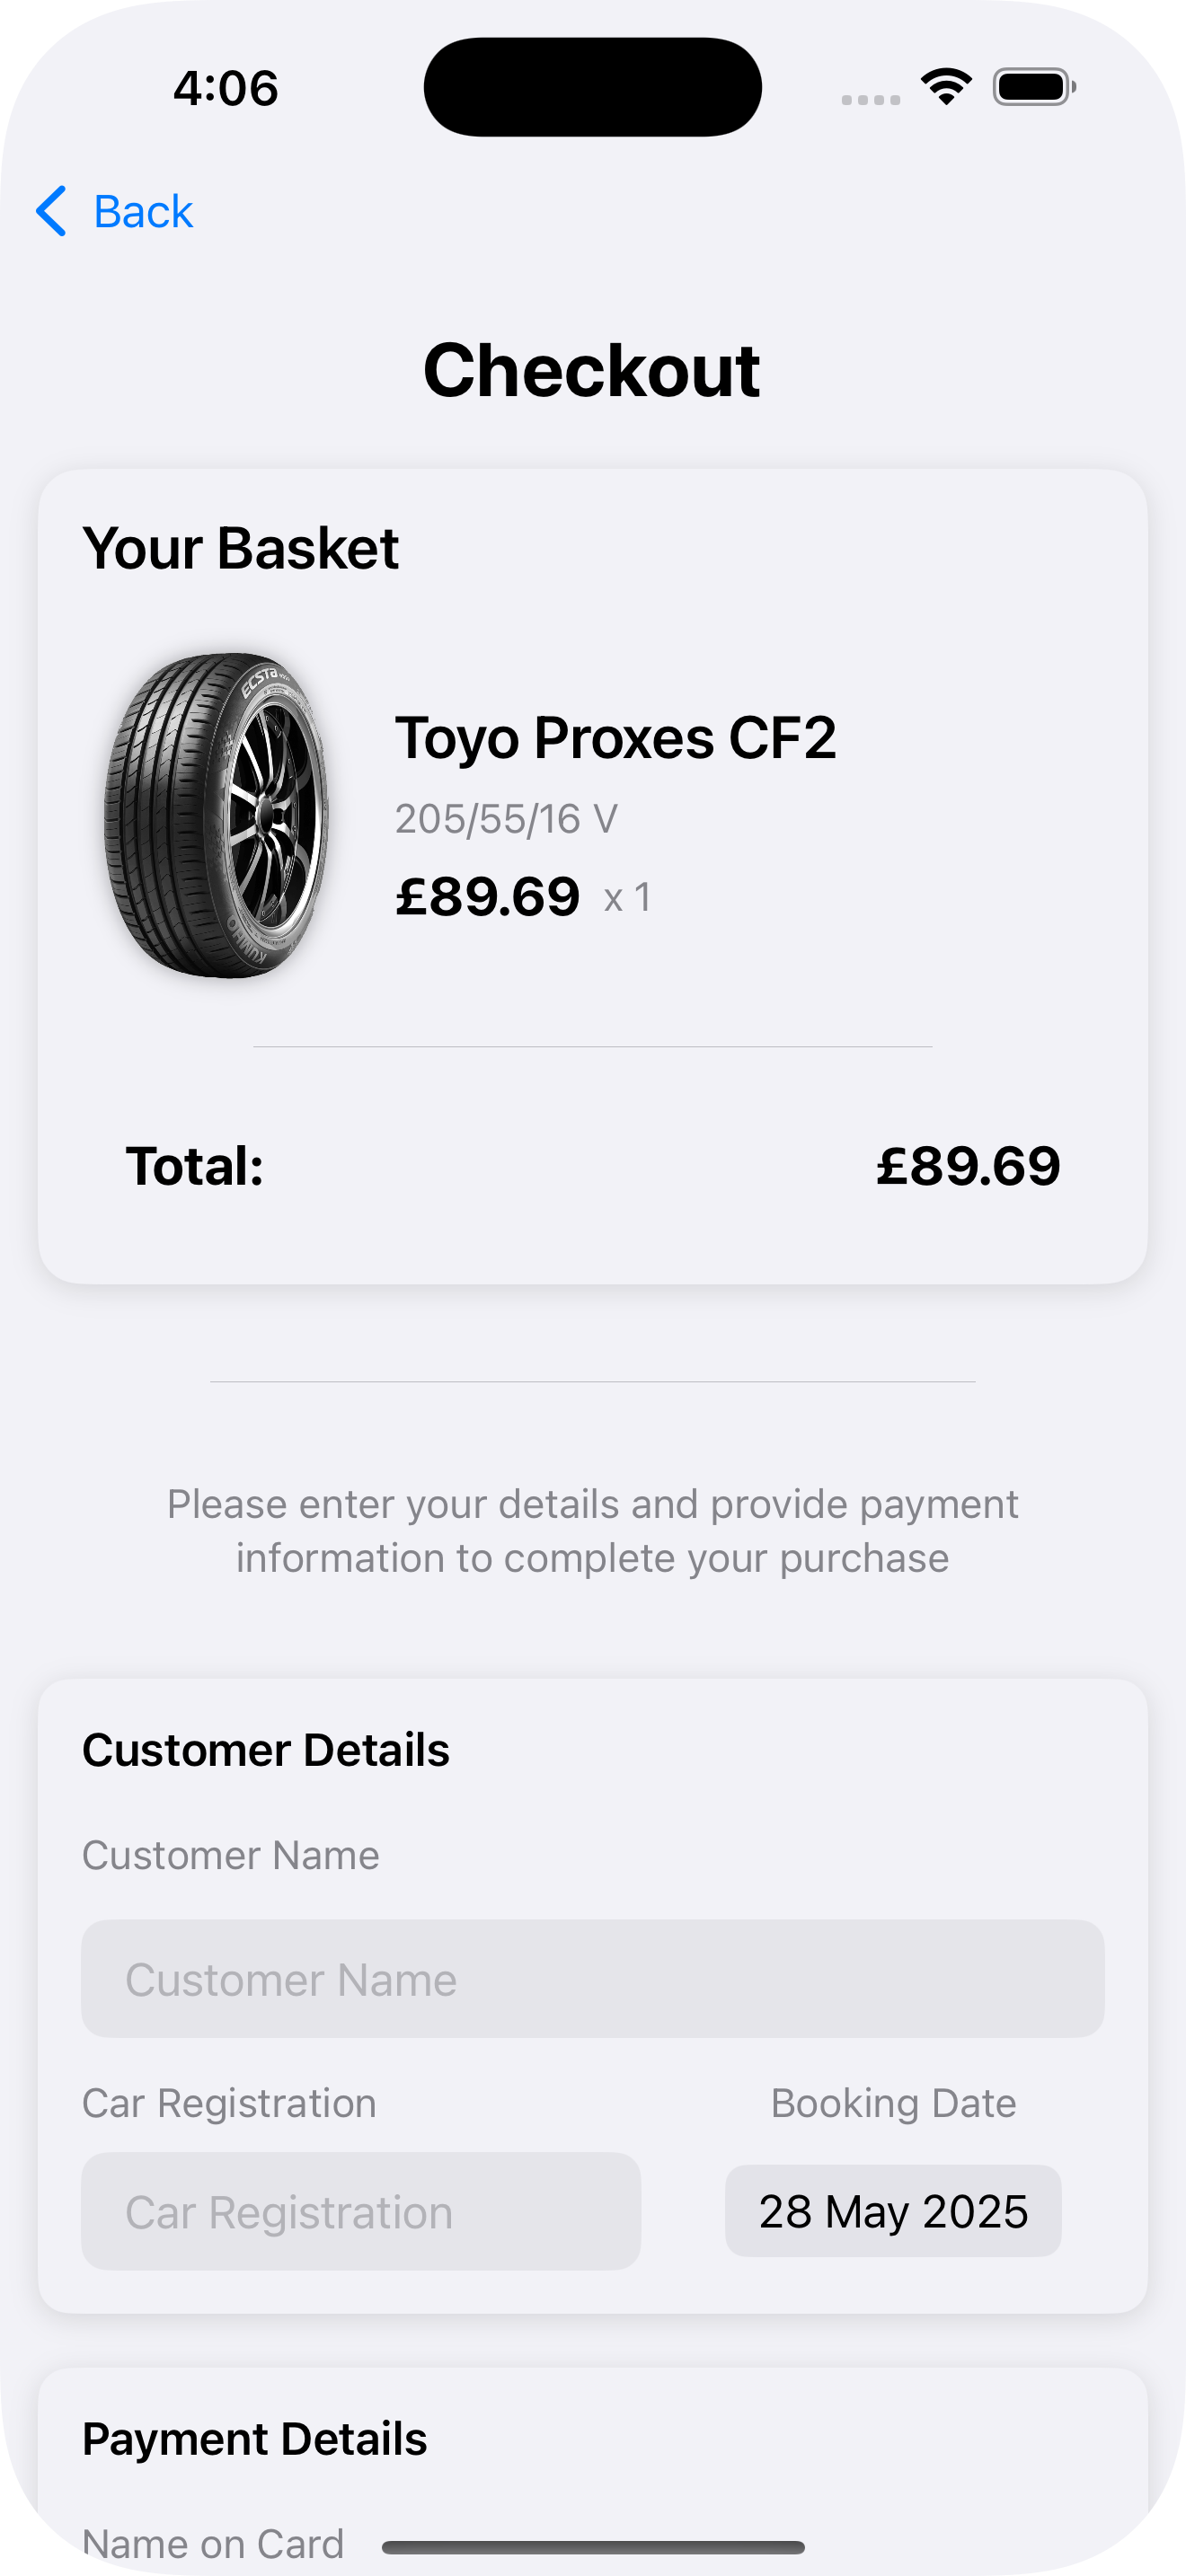 4:06
Back
Checkout
Your Basket
ECSTA
KUMHO
Toyo Proxes CF2
205/55/16 V
£89.69 x 1
Total: £89.69
Please enter your details and provide payment
information to complete your purchase
Customer Details
Customer Name
Customer Name
Car Registration Booking Date
Car Registration 28 May 2025
Payment Details
Name on Card